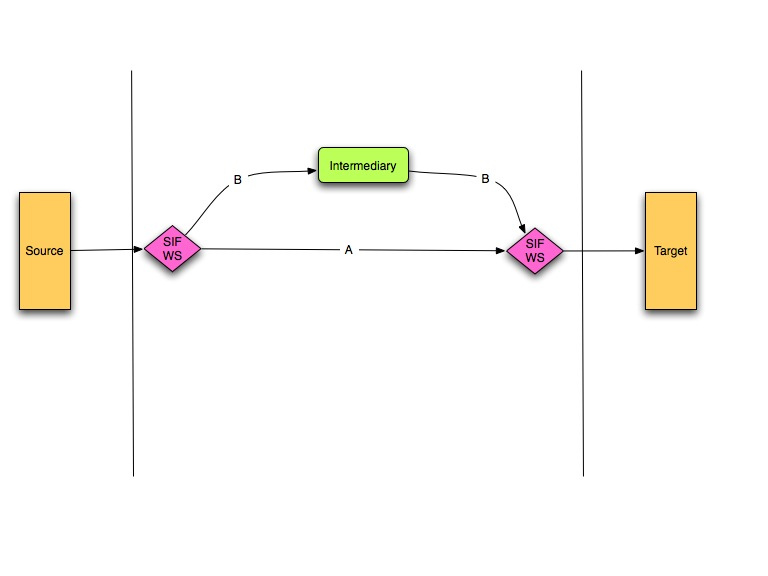 B
Intermediary
B
Source
SIF
WS
A
SIF
WS
Target